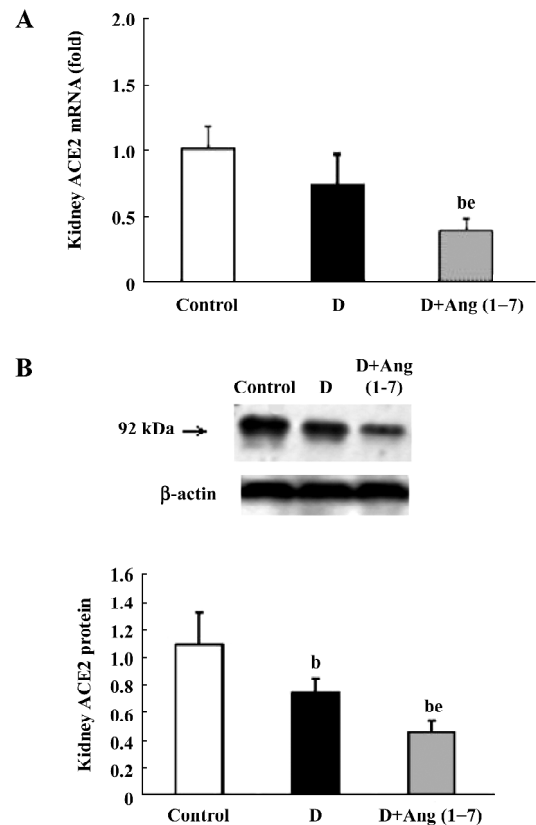 A
Kidney ACE2 mRNA (fold)
2.0
1.5
1.0
0.5
0
be
Control D D+Ang (1–7)
B
D+Ang
Control D (1-7)
92 kDa
β-actin
Kidney ACE2 protein
1.6
1.4
1.2
1.0
0.8
0.6
0.4
0.2
0
b
be
Control D D+Ang (1–7)